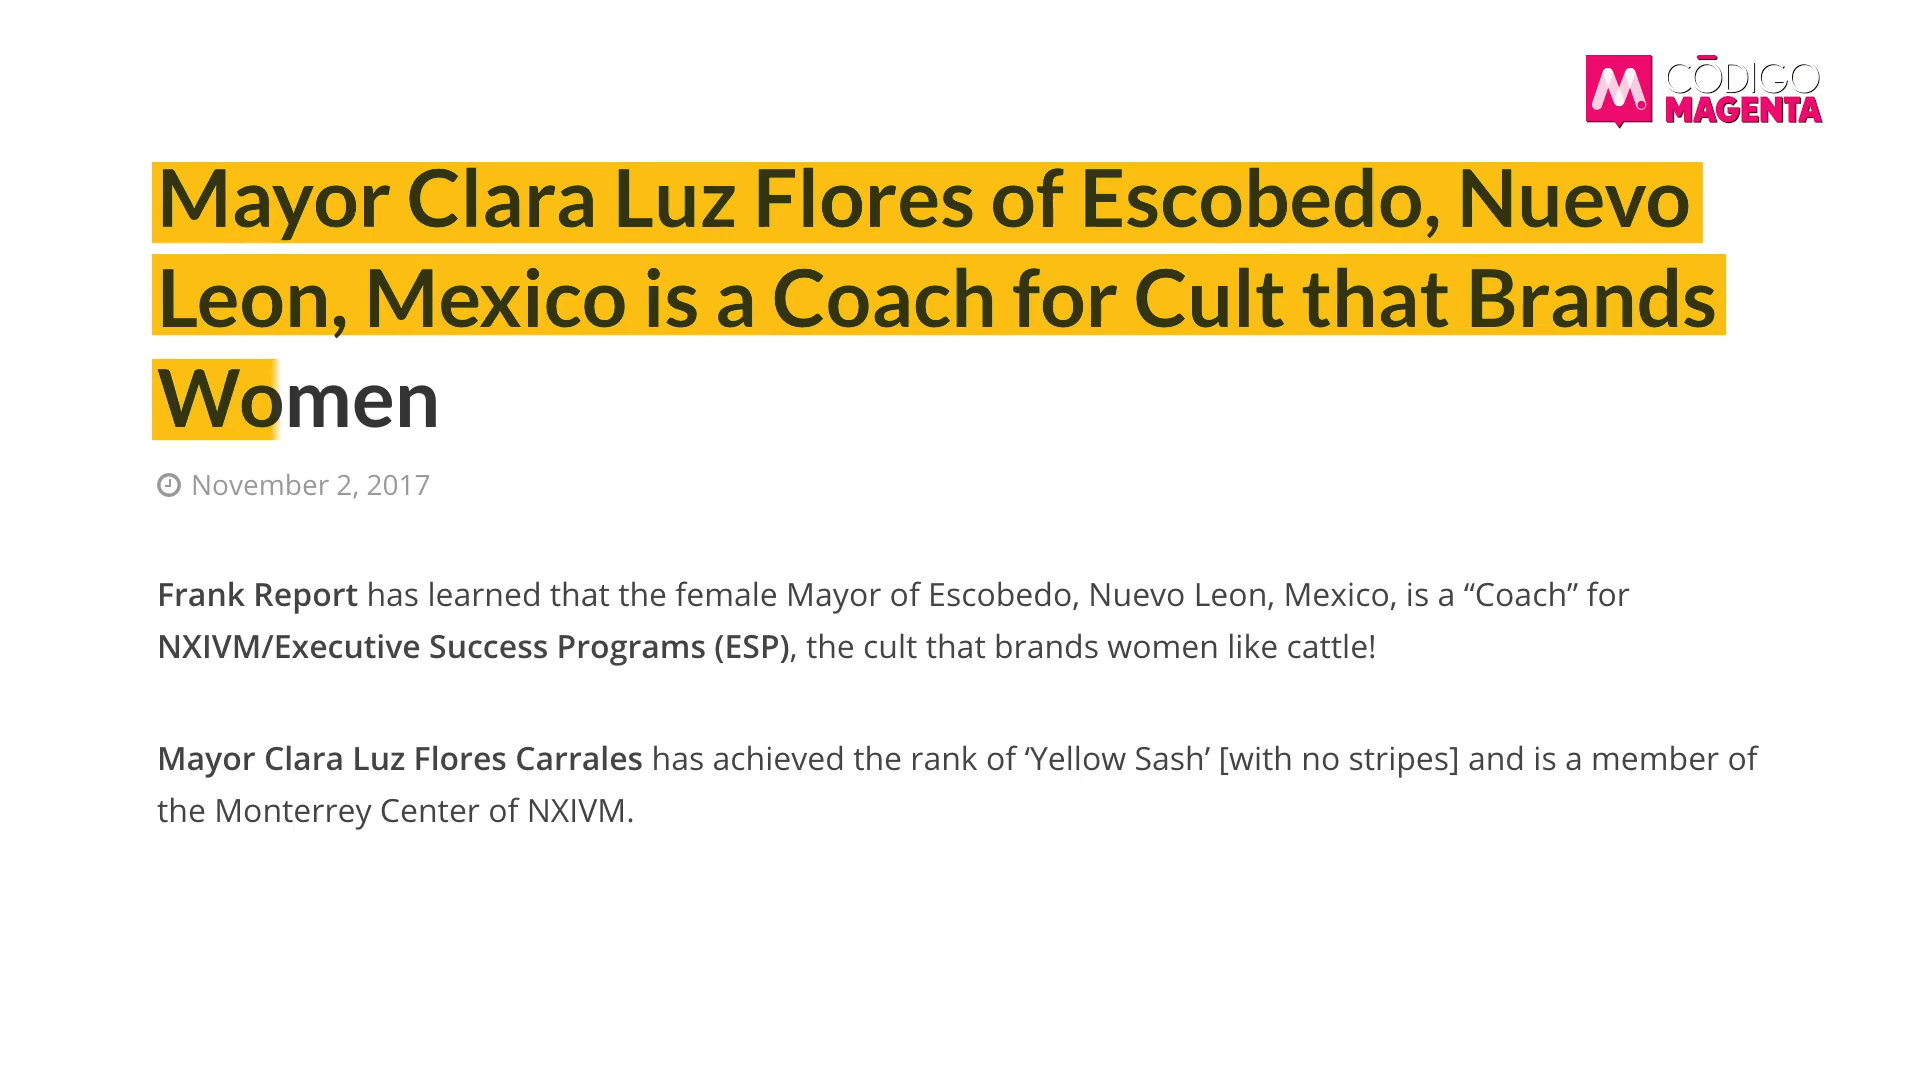 CÓDIGO
MAGENTA
Mayor Clara Luz Flores of Escobedo, Nuevo
Leon, Mexico is a Coach for Cult that Brands
Women
November 2, 2017
Frank Report has learned that the female Mayor of Escobedo, Nuevo Leon, Mexico, is a “Coach” for
NXIVM/Executive Success Programs (ESP), the cult that brands women like cattle!
Mayor Clara Luz Flores Carrales has achieved the rank of ‘Yellow Sash’ [with no stripes] and is a member of
the Monterrey Center of NXIVM.